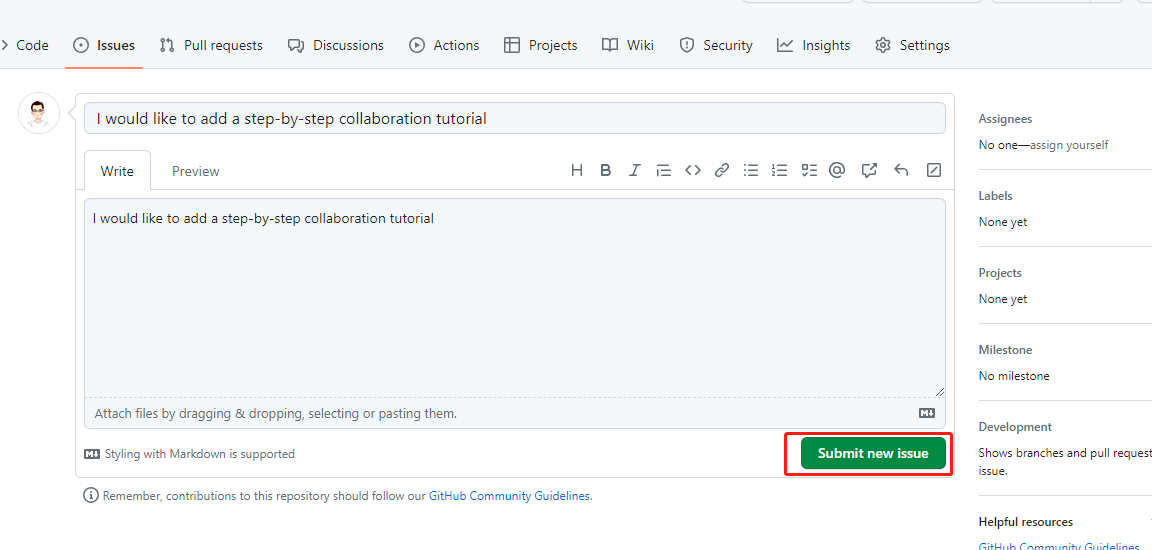 Code Issues Pull requests Discussions Actions Projects Wiki Security Insights Settings
I would like to add a step-by-step collaboration tutorial
Write Preview
I would like to add a step-by-step collaboration tutorial
Attach files by dragging & dropping, selecting or pasting them.
Styling with Markdown is supported
Submit new issue
Remember, contributions to this repository should follow our GitHub Community Guidelines.
Assignees
No one—assign yourself
Labels
None yet
Projects
None yet
Milestone
No milestone
Development
Shows branches and pull request
issue.
Helpful resources
GitHub Community Guidelines